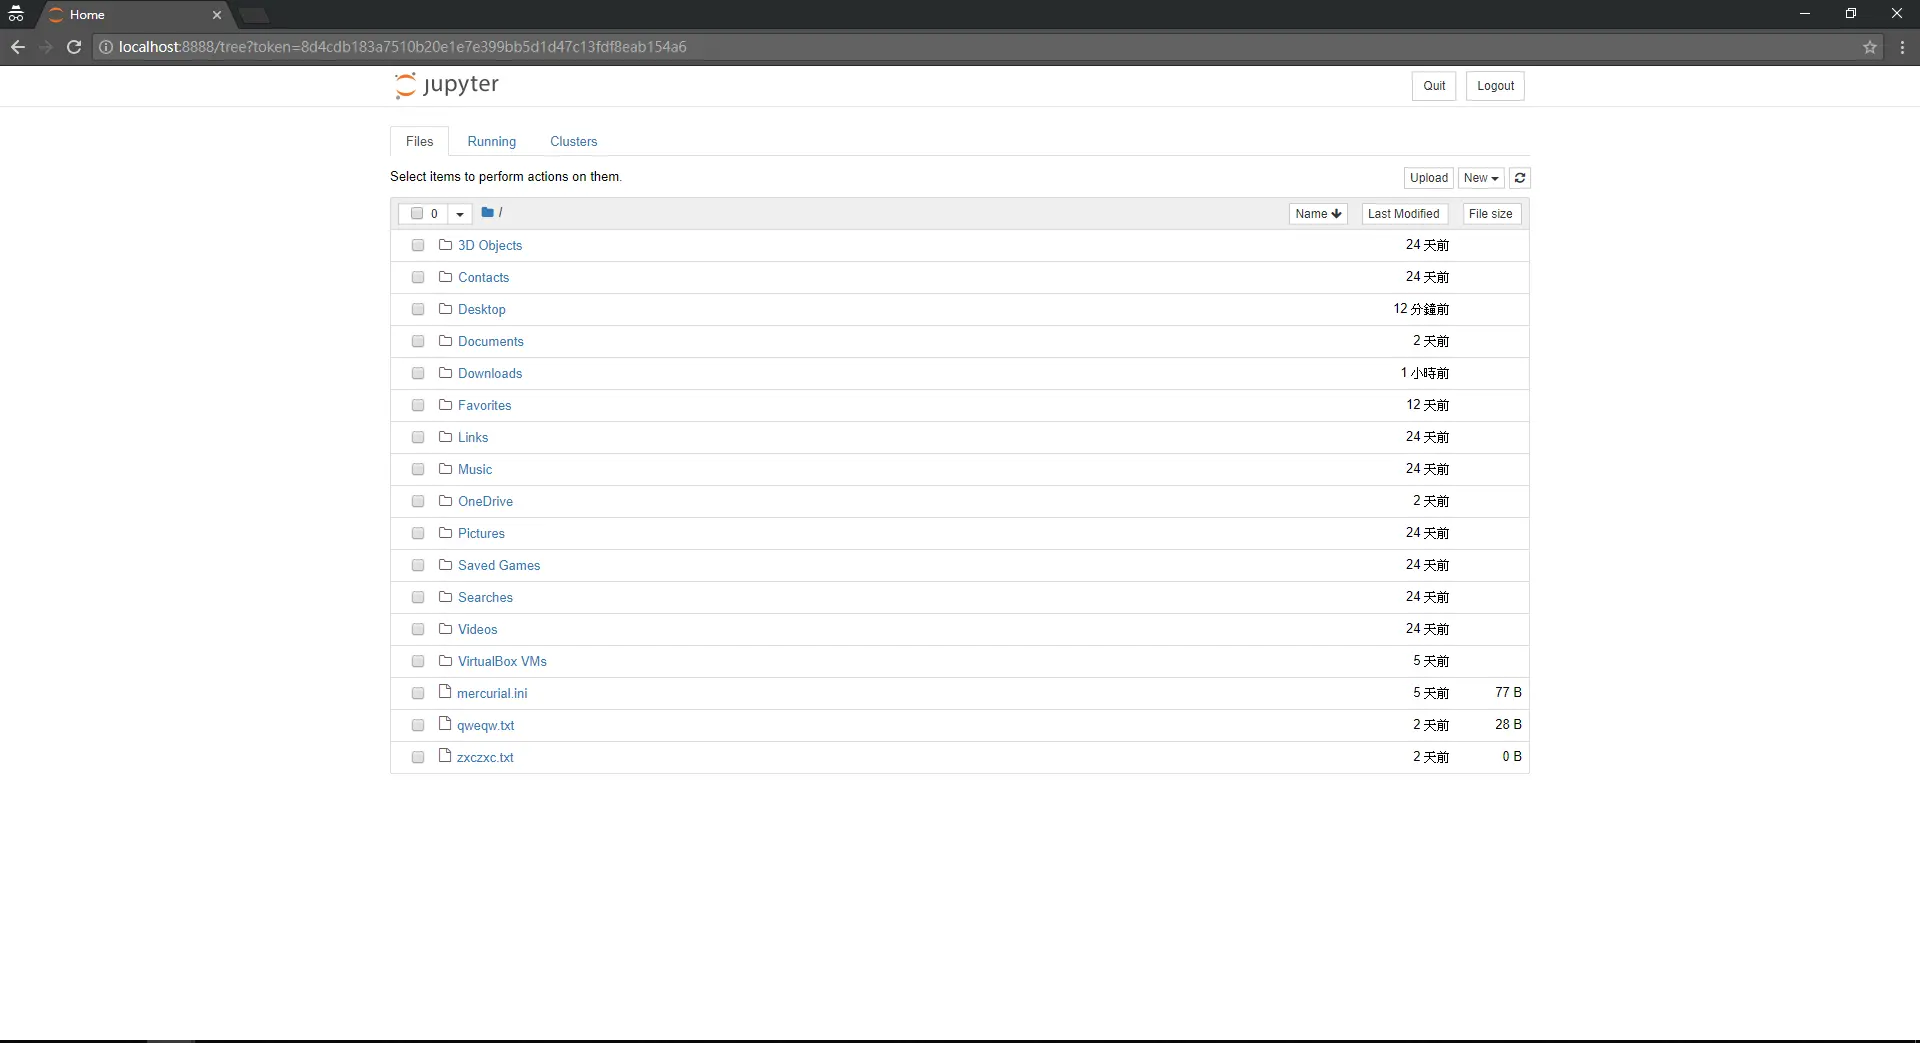 Home
localhost:8888/tree?token=8d4cdb183a7510b20e1e7e399bb5d1d47c13fdf8eab154a6
jupyter Quit Logout
Files Running Clusters
Select items to perform actions on them. Upload New
0 / Name Last Modified File size
3D Objects 24 天前
Contacts 24 天前
Desktop 12 分鐘前
Documents 2 天前
Downloads 1 小時前
Favorites 12 天前
Links 24 天前
Music 24 天前
OneDrive 2 天前
Pictures 24 天前
Saved Games 24 天前
Searches 24 天前
Videos 24 天前
VirtualBox VMs 5 天前
mercurial.ini 5 天前 77 B
qweqw.txt 2 天前 28 B
zxczxc.txt 2 天前 0 B